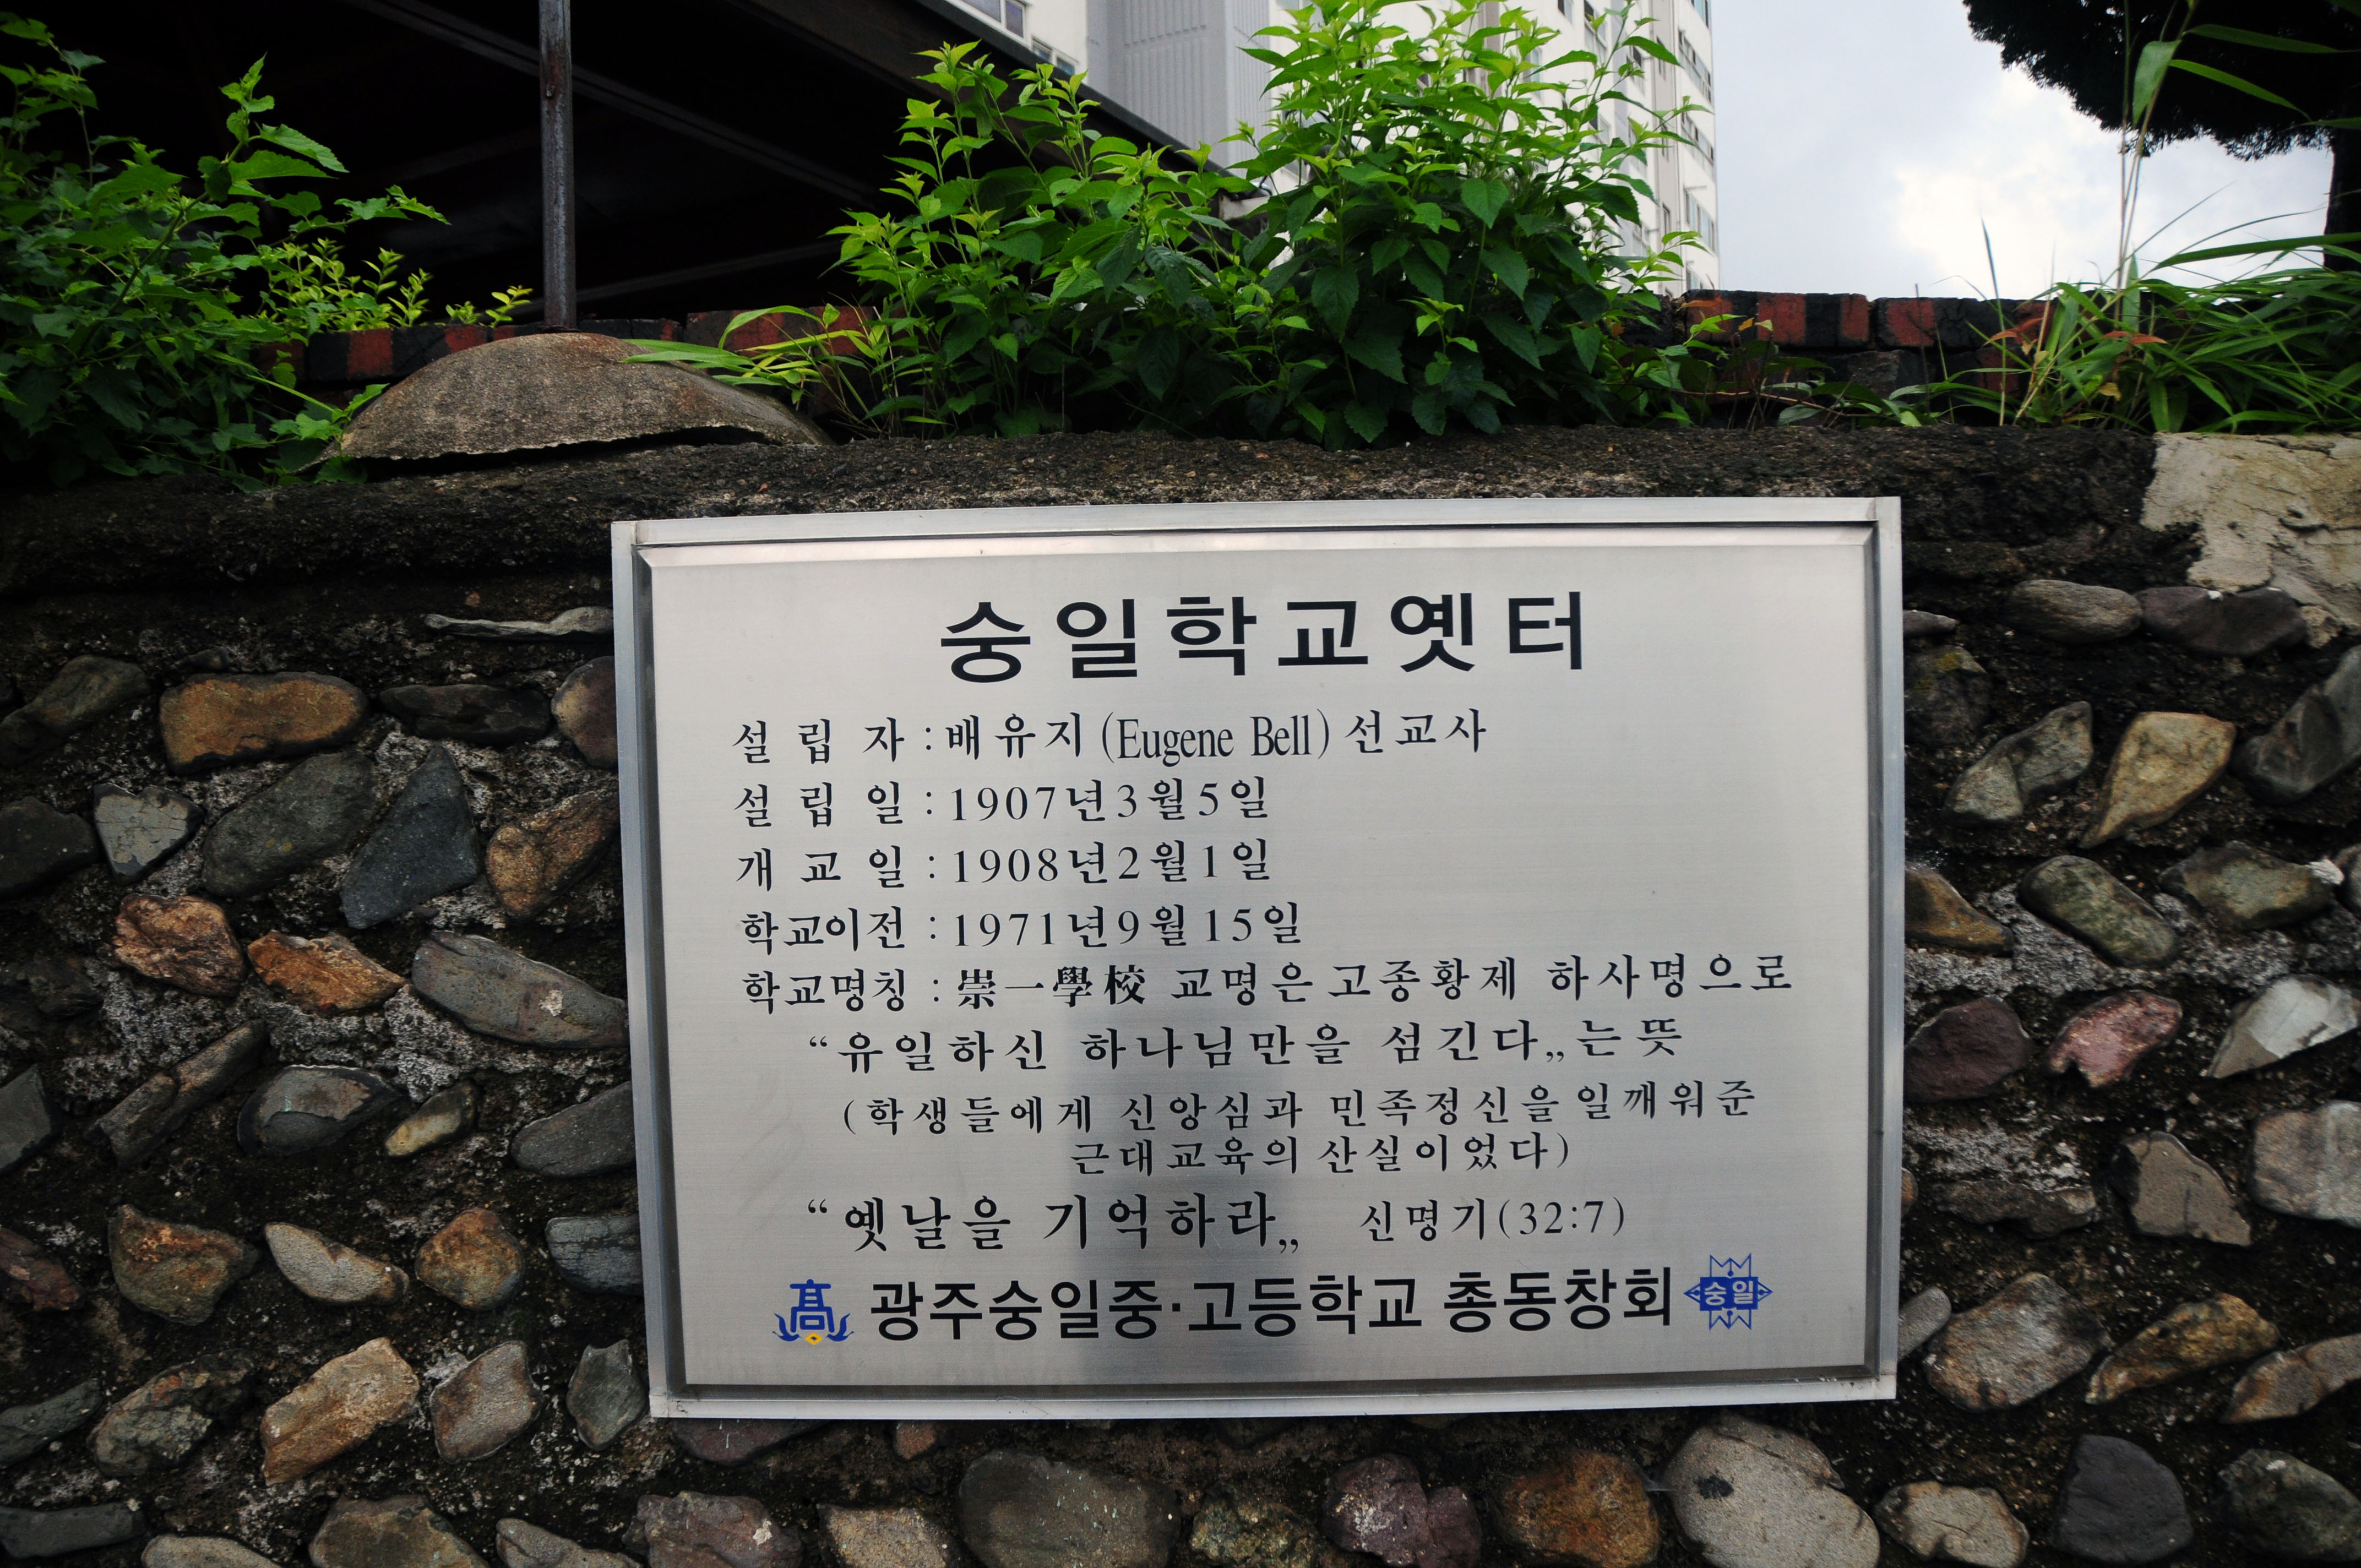 숭일학교옛터
설 립 자 : 배유지 (Eugene Bell) 선교사
설 립 일 : 1907년3월5일
개 교 일 : 1908년2월1일
학교이전 : 1971년9월15일
학교명칭 : 崇一學校 교명은 고종황제 하사명으로
“유일하신 하나님만을 섬긴다„는 뜻
(학생들에게 신앙심과 민족정신을 일깨워준
근대교육의 산실이었다)
“옛날을 기억하라„ 신명기(32:7)
高 광주숭일중·고등학교 총동창회 숭일